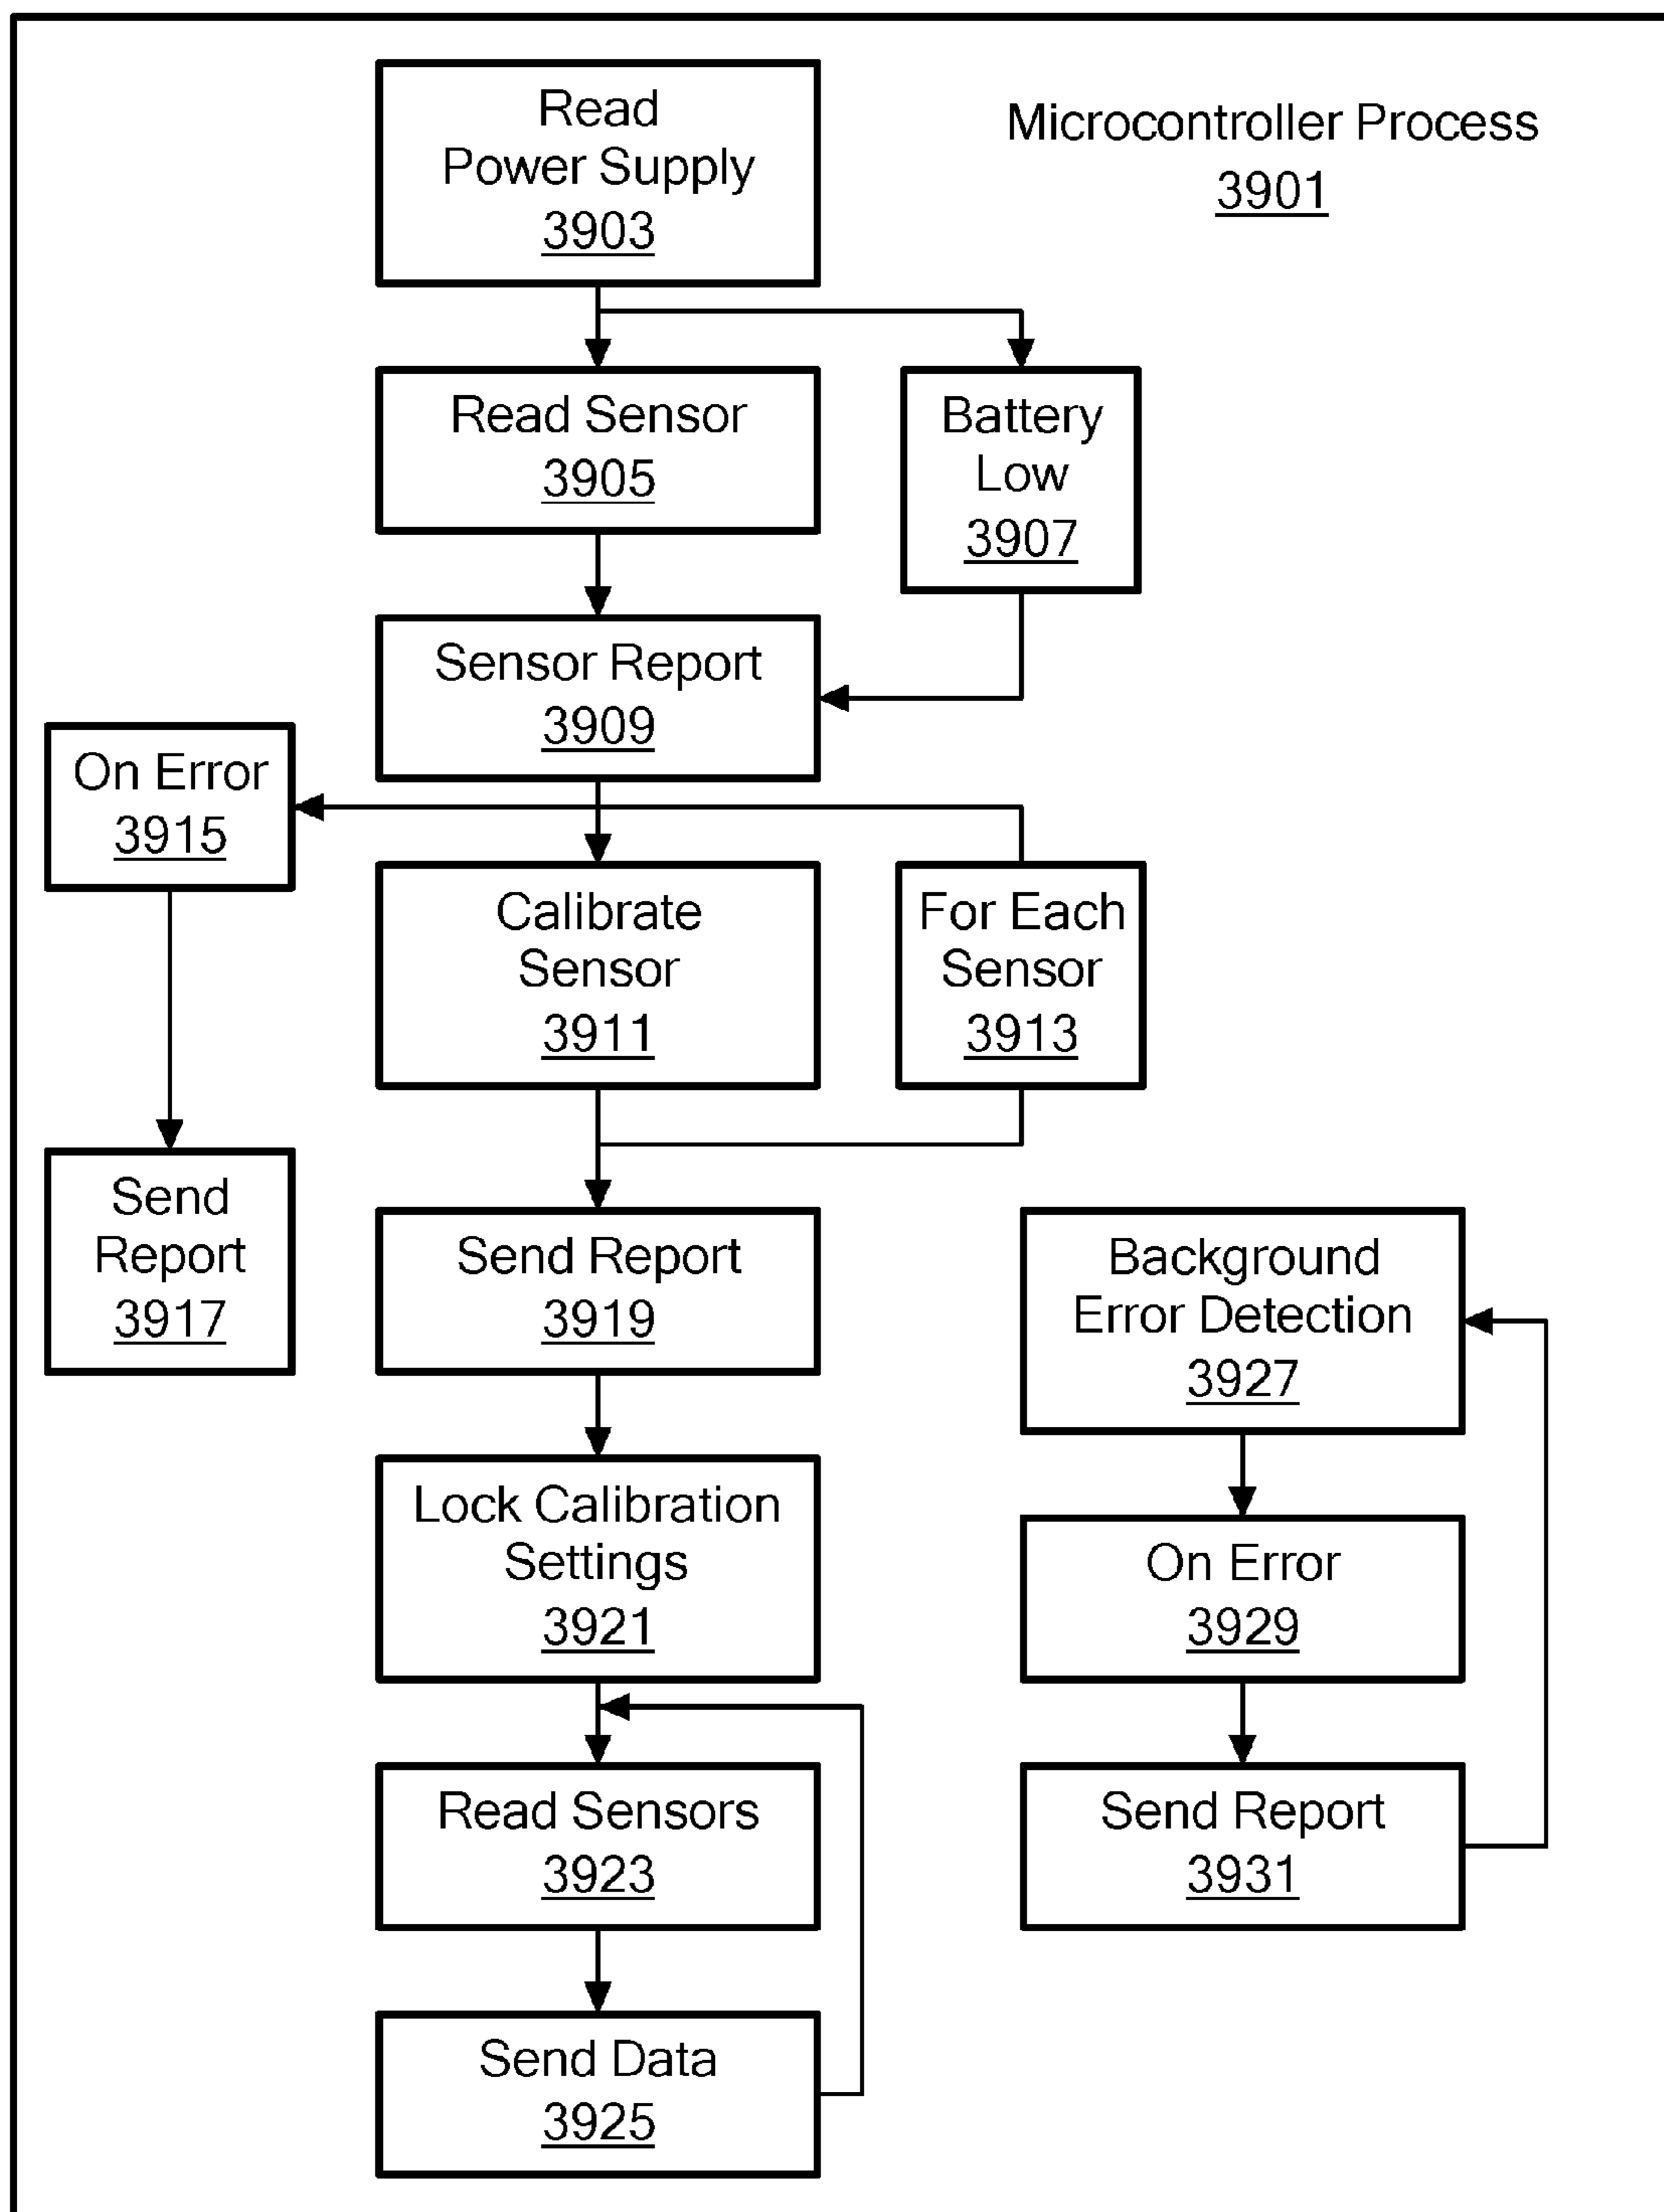 Microcontroller Process
3901
Read
Power Supply
3903
Read Sensor
3905
Battery
Low
3907
Sensor Report
3909
On Error
3915
Calibrate
Sensor
3911
For Each
Sensor
3913
Send
Report
3917
Send Report
3919
Background
Error Detection
3927
Lock Calibration
Settings
3921
On Error
3929
Read Sensors
3923
Send Report
3931
Send Data
3925